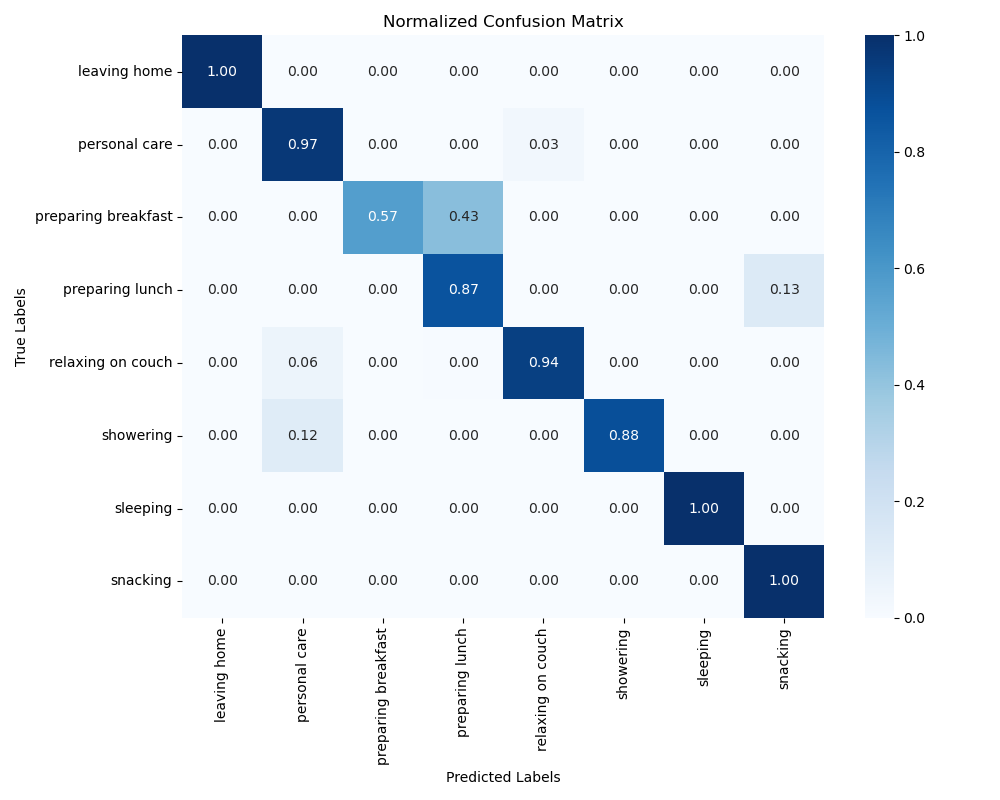 Normalized Confusion Matrix
leaving home 1.00 0.00 0.00 0.00 0.00 0.00 0.00 0.00
personal care 0.00 0.97 0.00 0.00 0.03 0.00 0.00 0.00
preparing breakfast 0.00 0.00 0.57 0.43 0.00 0.00 0.00 0.00
preparing lunch 0.00 0.00 0.00 0.87 0.00 0.00 0.00 0.13
relaxing on couch 0.00 0.06 0.00 0.00 0.94 0.00 0.00 0.00
showering 0.00 0.12 0.00 0.00 0.00 0.88 0.00 0.00
sleeping 0.00 0.00 0.00 0.00 0.00 0.00 1.00 0.00
snacking 0.00 0.00 0.00 0.00 0.00 0.00 0.00 1.00
True Labels
leaving home
personal care
preparing breakfast
preparing lunch
relaxing on couch
showering
sleeping
snacking
Predicted Labels
1.0
0.8
0.6
0.4
0.2
0.0